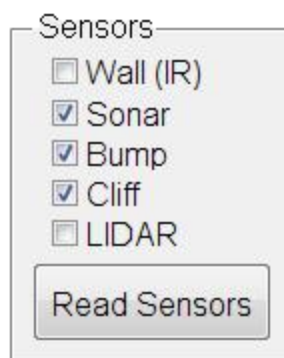 Sensors
Wall (IR)
Sonar
Bump
Cliff
LIDAR
Read Sensors